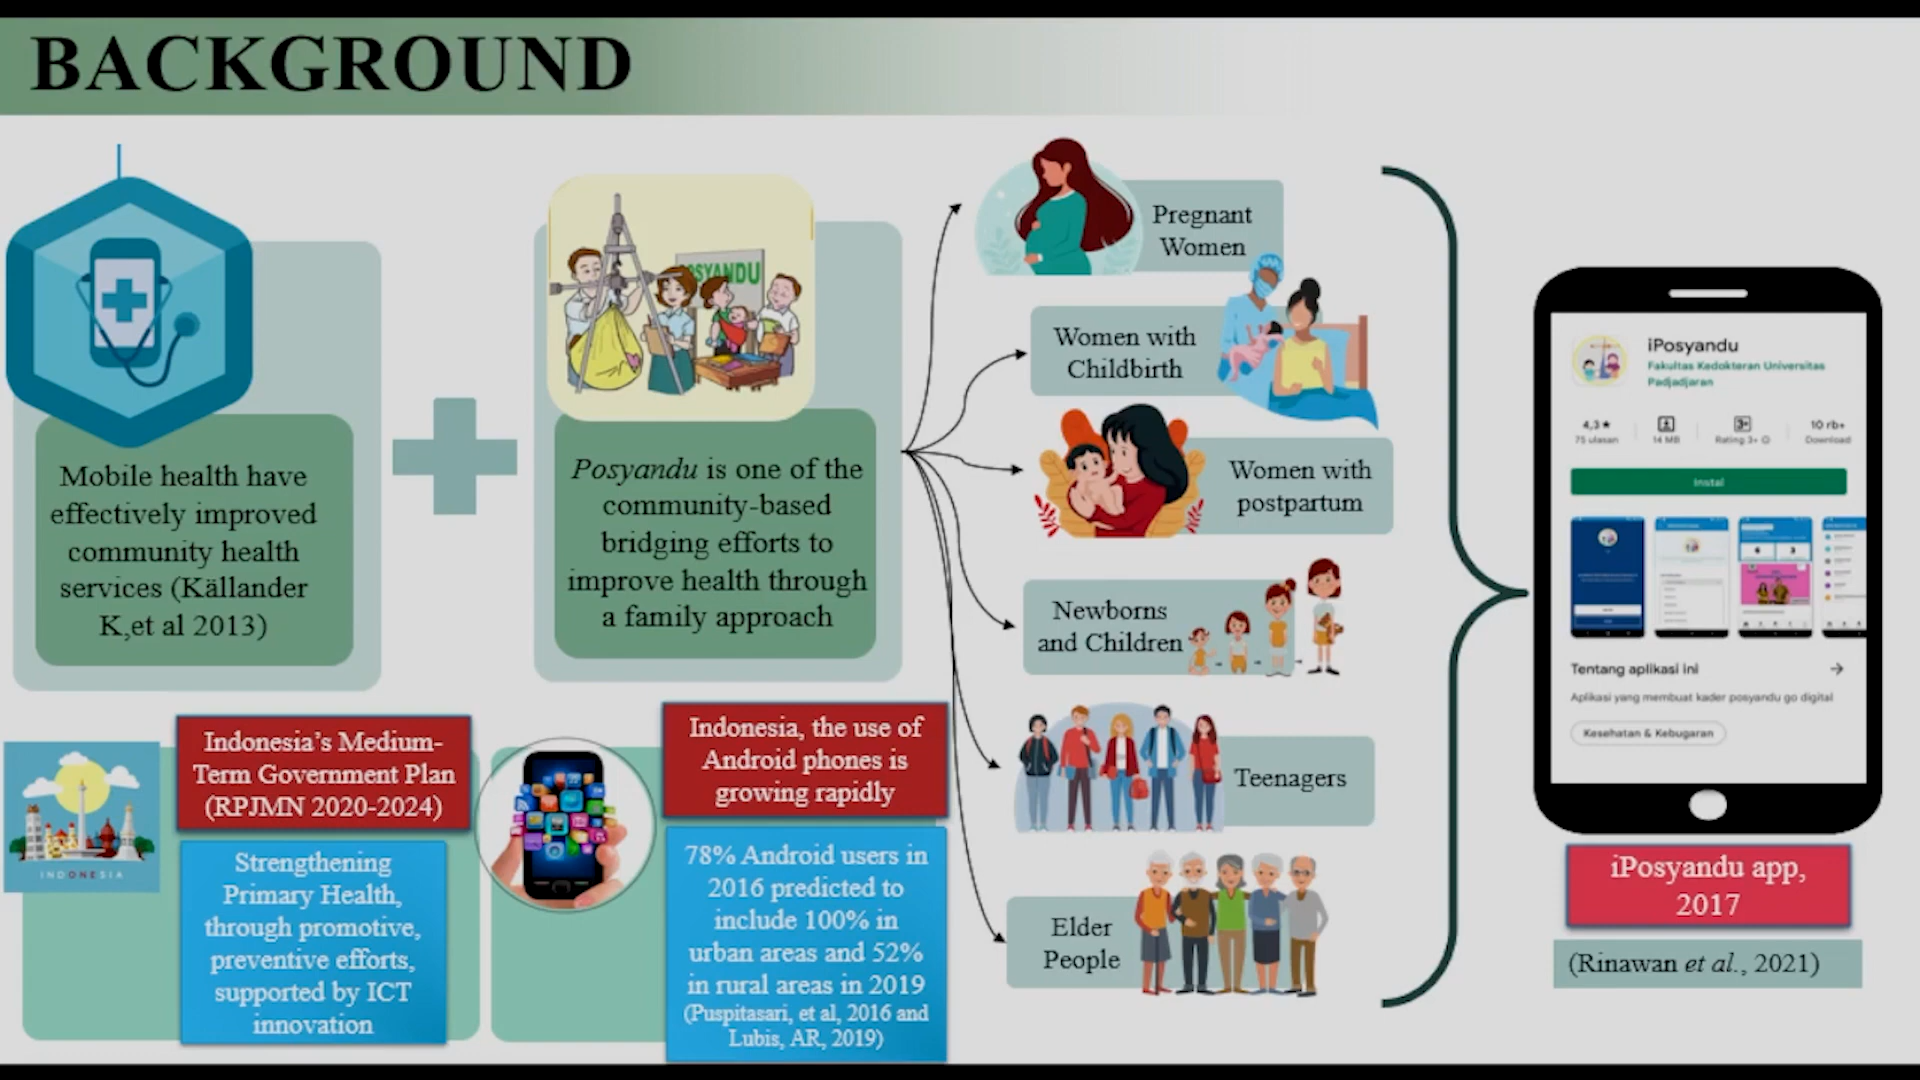 BACKGROUND
Mobile health have
effectively improved
community health
services (Källander
K,et al 2013)
POSYANDU
Posyandu is one of the
community-based
bridging efforts to
improve health through
a family approach
Indonesia's Medium-
Term Government Plan
(RPJMN 2020-2024)
INDONESIA
Strengthening
Primary Health,
through promotive,
preventive efforts,
supported by ICT
innovation
Indonesia, the use of
Android phones is
growing rapidly
78% Android users in
2016 predicted to
include 100% in
urban areas and 52%
in rural areas in 2019
(Puspitasari, et al, 2016 and
Lubis, AR, 2019)
Pregnant
Women
Women with
Childbirth
Women with
postpartum
Newborns
and Children
Teenagers
Elder
People
iPosyandu
Fakultas Kedokteran Universitas
Padjadjaran
4,3★ 3+ 10 rb+
75 ulasan 14 MB Rating 3+ Download
Instal
Tentang aplikasi ini →
Aplikasi yang membuat kader posyandu go digital
Kesehatan & Kebugaran
iPosyandu app,
2017
(Rinawan et al., 2021)